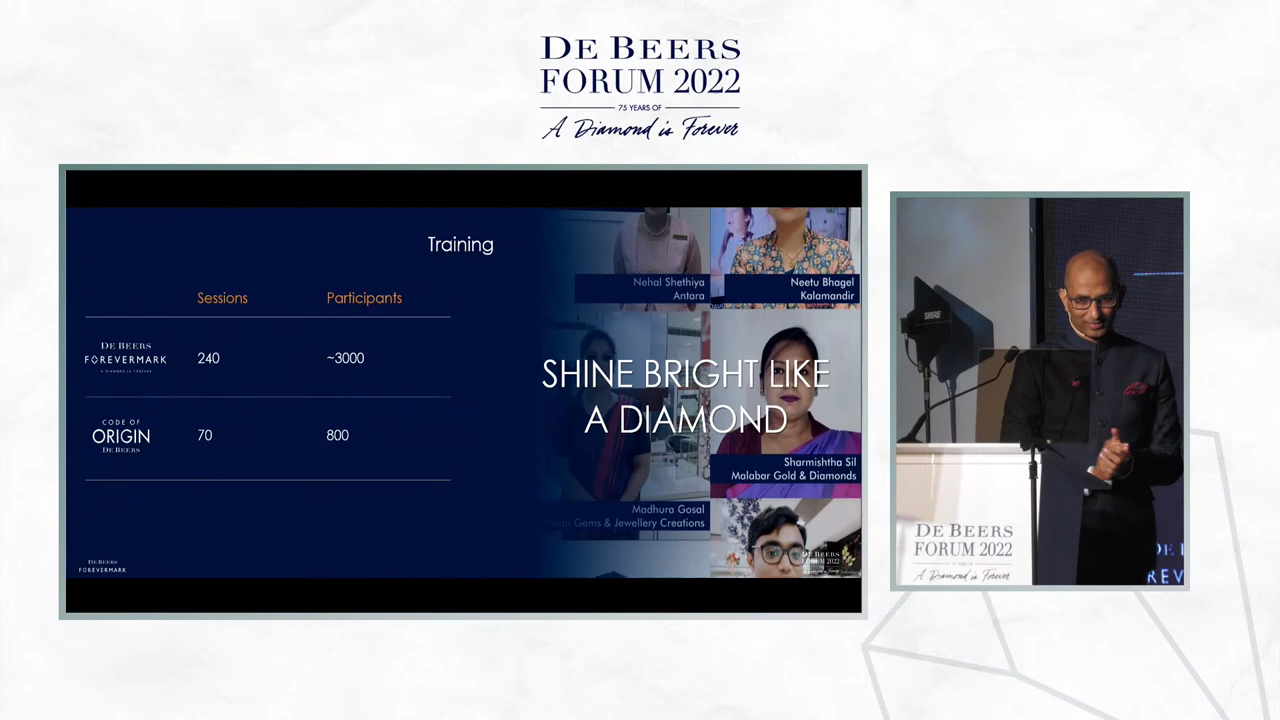 DE BEERS
FORUM 2022
75 YEARS OF
A Diamond is Forever
Training
Sessions
Participants
DE BEERS
FOREVERMARK
A DIAMOND IS FOREVER
240
~3000
CODE OF
ORIGIN
DE BEERS
70
800
DE BEERS
FOREVERMARK
Nehal Shethiya
Antara
Neetu Bhagel
Kalamandir
SHINE BRIGHT LIKE
A DIAMOND
Sharmishtha Sil
Malabar Gold & Diamonds
Madhura Gosal
Gems & Jewellery Creations
DE BEERS
FORUM 2022
SHURE
DE BEERS
FORUM 2022
A Diamond is Forever
DE
REV